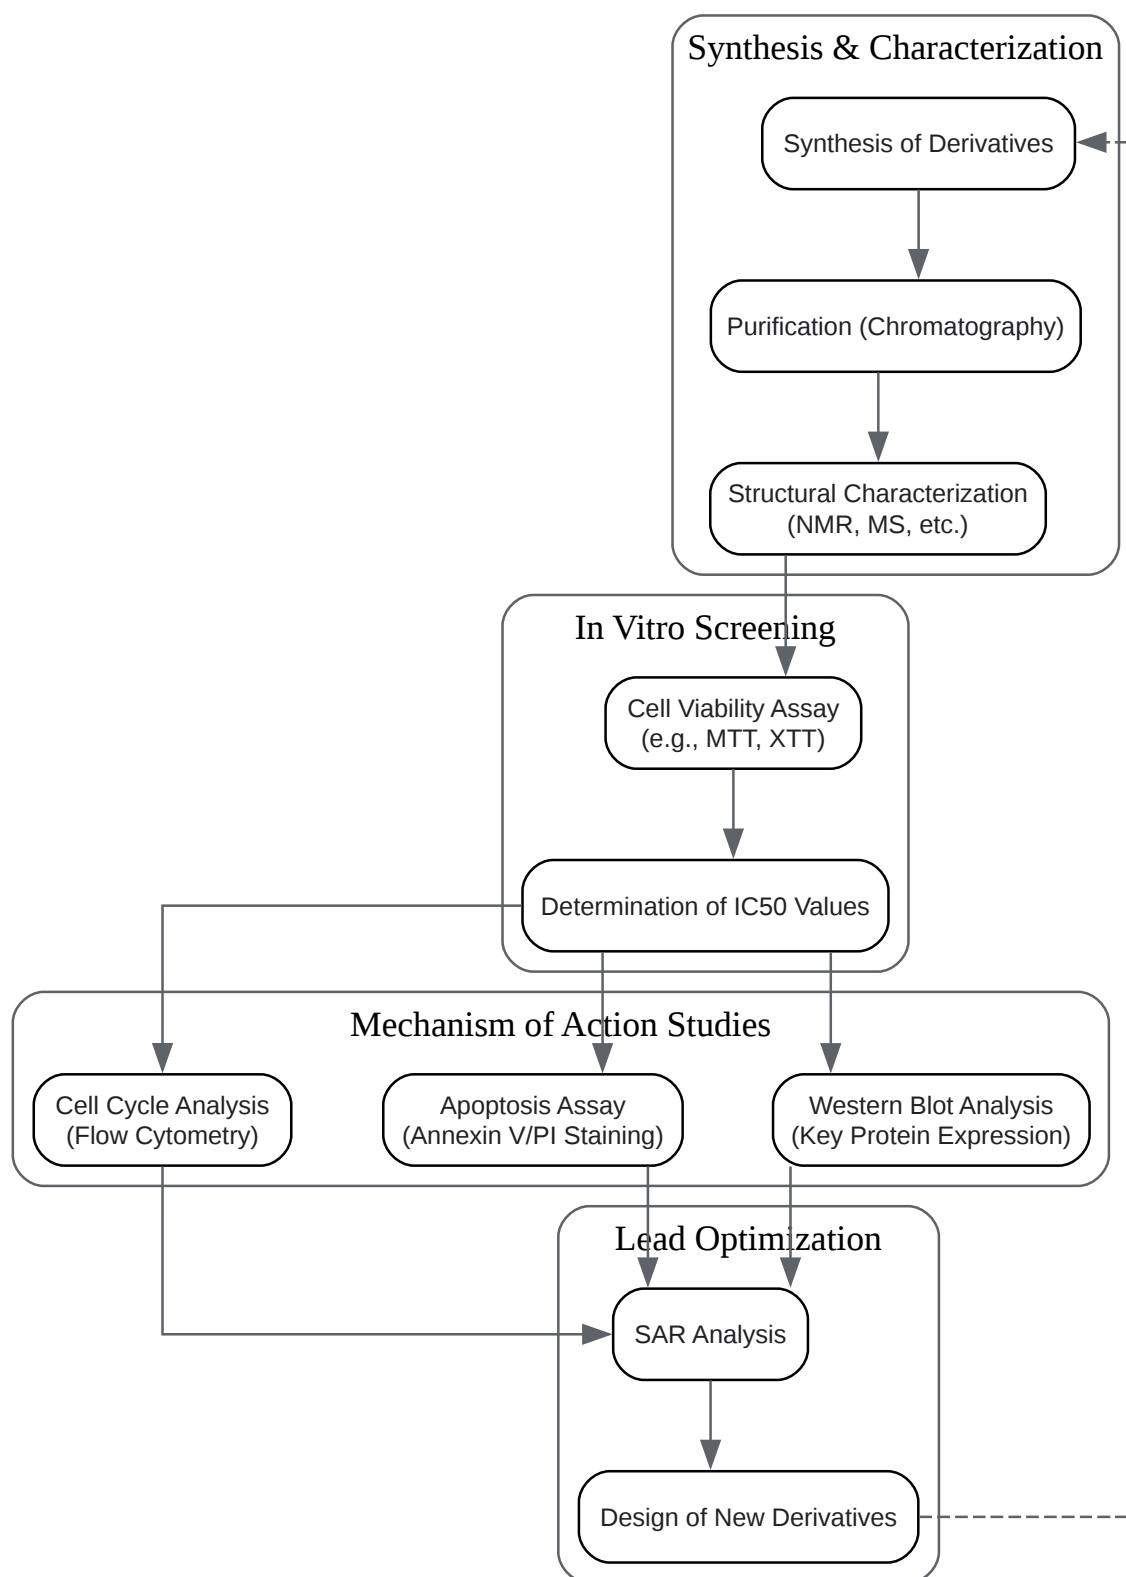 Synthesis & Characterization
Synthesis of Derivatives
Purification (Chromatography)
Structural Characterization
(NMR, MS, etc.)
In Vitro Screening
Cell Viability Assay
(e.g., MTT, XTT)
Determination of IC50 Values
Mechanism of Action Studies
Cell Cycle Analysis
(Flow Cytometry)
Apoptosis Assay
(Annexin V/PI Staining)
Western Blot Analysis
(Key Protein Expression)
Lead Optimization
SAR Analysis
Design of New Derivatives